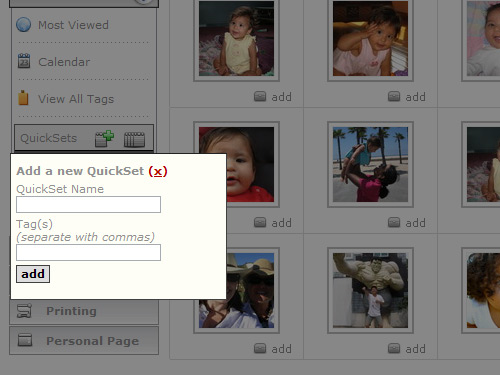 Most Viewed
Calendar
View All Tags
QuickSets
Add a new QuickSet (x)
QuickSet Name
Tag(s)
(separate with commas)
add
Printing
Personal Page
add
add
add
add
add
add